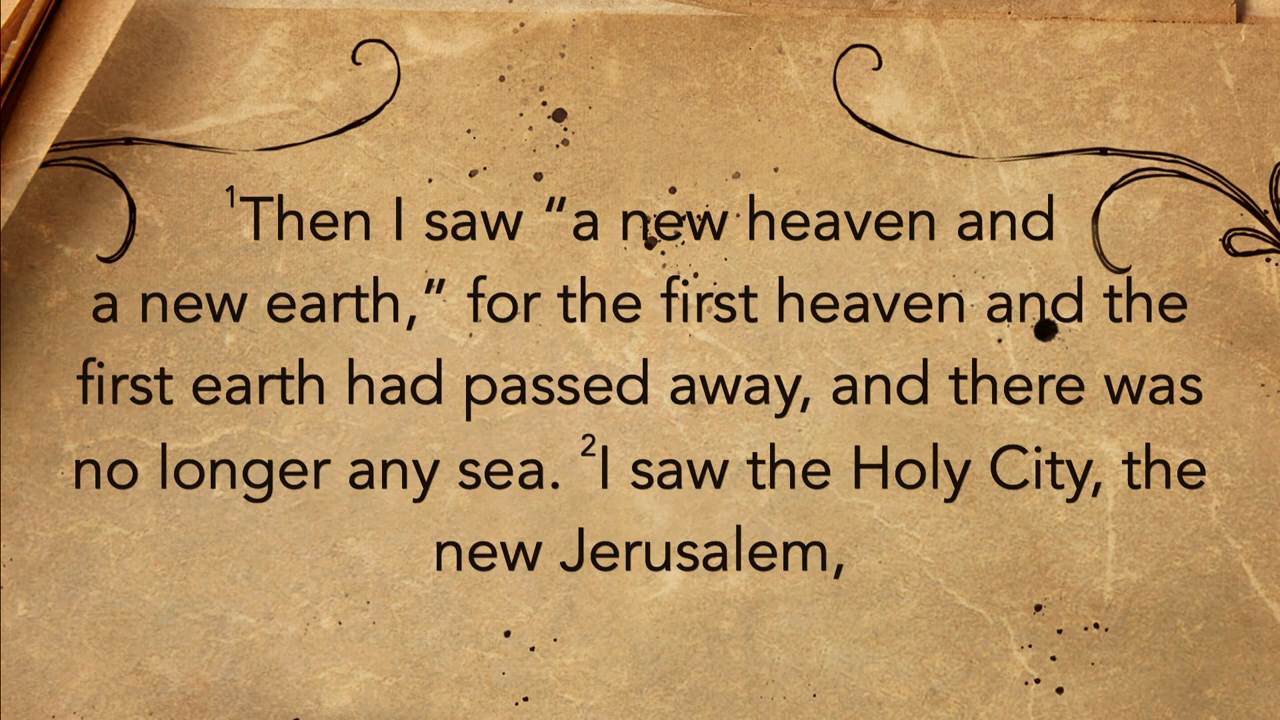 ¹Then I saw “a new heaven and
a new earth,” for the first heaven and the
first earth had passed away, and there was
no longer any sea. ²I saw the Holy City, the
new Jerusalem,